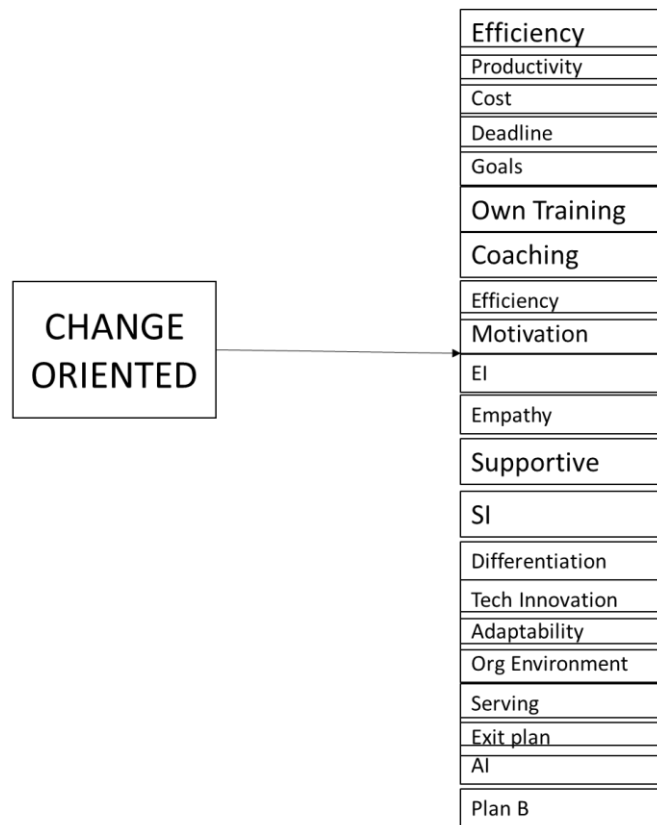 Efficiency
Productivity
Cost
Deadline
Goals
Own Training
Coaching
Efficiency
CHANGE
ORIENTED
Motivation
EI
Empathy
Supportive
SI
Differentiation
Tech Innovation
Adaptability
Org Environment
Serving
Exit plan
AI
Plan B